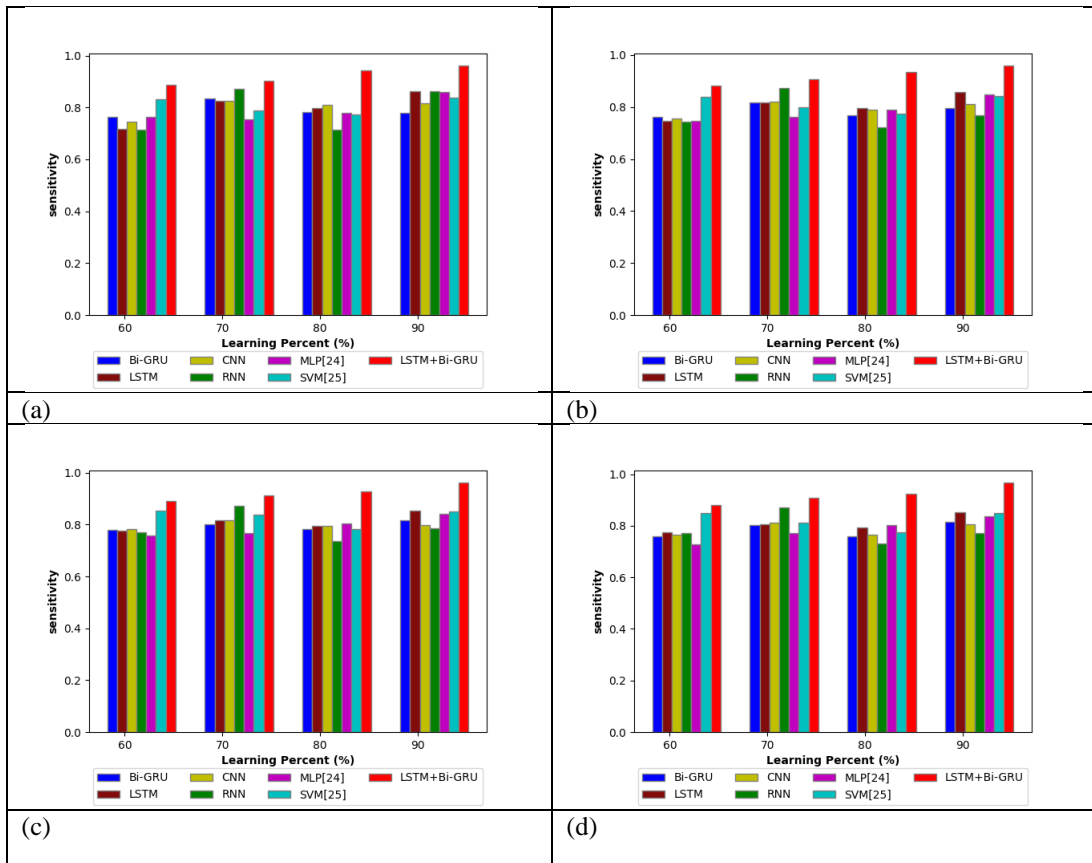 1.0
0.8
0.6
0.4
0.2
0.0
sensitivity
60 70 80 90
Learning Percent (%)
Bi-GRU CNN MLP[24] LSTM+Bi-GRU
LSTM RNN SVM[25]
(a)
1.0
0.8
0.6
0.4
0.2
0.0
sensitivity
60 70 80 90
Learning Percent (%)
Bi-GRU CNN MLP[24] LSTM+Bi-GRU
LSTM RNN SVM[25]
(b)
1.0
0.8
0.6
0.4
0.2
0.0
sensitivity
60 70 80 90
Learning Percent (%)
Bi-GRU CNN MLP[24] LSTM+Bi-GRU
LSTM RNN SVM[25]
(c)
1.0
0.8
0.6
0.4
0.2
0.0
sensitivity
60 70 80 90
Learning Percent (%)
Bi-GRU CNN MLP[24] LSTM+Bi-GRU
LSTM RNN SVM[25]
(d)